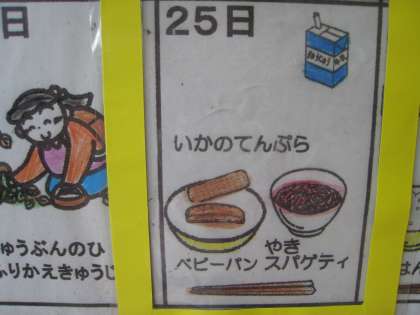 日
25日
いかのてんぷら
やき
ベビーパン スパゲティ
ゅうぶんのひ
りかえきゅうじ